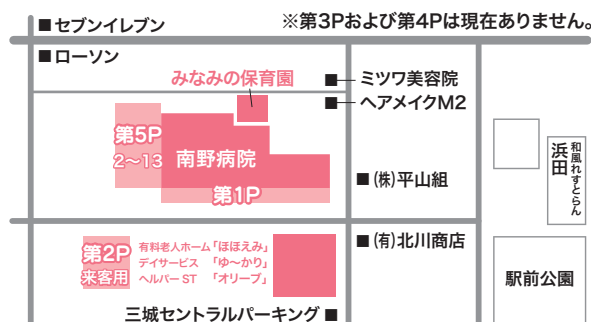 ■セブンイレブン
※第3Pおよび第4Pは現在ありません。
■ローソン
みなみの保育園
■ ミツワ美容院
■ ヘアメイクM2
第5P
2〜13
南野病院
第1P
■㈱平山組
和風れすとらん
浜田
■㈲北川商店
第2P
来客用
有料老人ホーム「ほほえみ」
デイサービス 「ゆ〜かり」
ヘルパーST 「オリーブ」
駅前公園
三城セントラルパーキング■